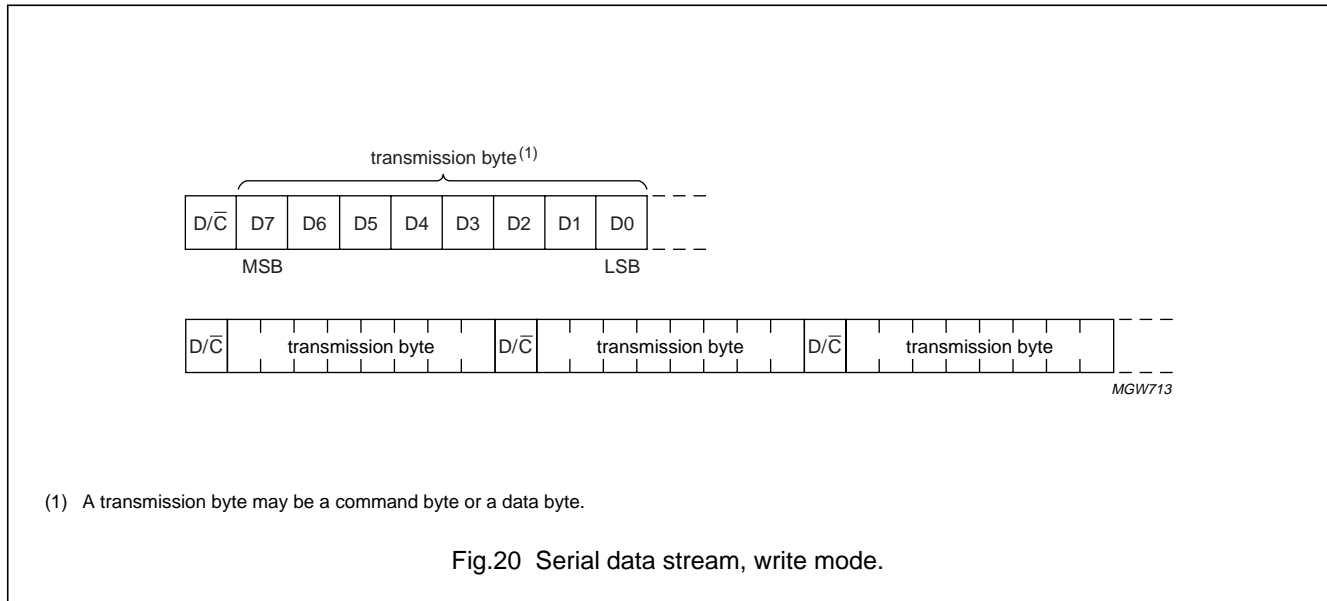 transmission byte(1)
D/C̅ D7 D6 D5 D4 D3 D2 D1 D0
MSB LSB
D/C̅ transmission byte D/C̅ transmission byte D/C̅ transmission byte
MGW713
(1) A transmission byte may be a command byte or a data byte.
Fig.20 Serial data stream, write mode.